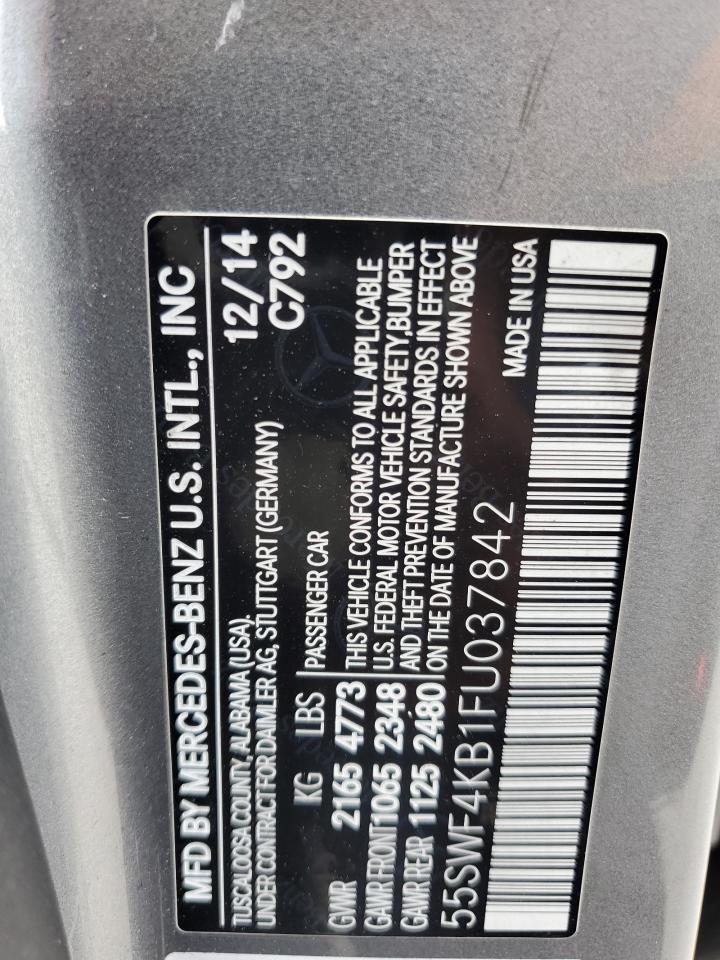 MFD BY MERCEDES-BENZ U.S. INTL., INC
TUSCALOOSA COUNTY, ALABAMA (USA).
UNDER CONTRACT FOR DAIMLER AG, STUTTGART (GERMANY)
12/14
C792
KG LBS
PASSENGER CAR
GVWR 2165 4773
GAWR FRONT 1065 2348
GAWR REAR 1125 2480
THIS VEHICLE CONFORMS TO ALL APPLICABLE
U.S. FEDERAL MOTOR VEHICLE SAFETY,BUMPER
AND THEFT PREVENTION STANDARDS IN EFFECT
ON THE DATE OF MANUFACTURE SHOWN ABOVE
55SWF4KB1FU037842
MADE IN USA